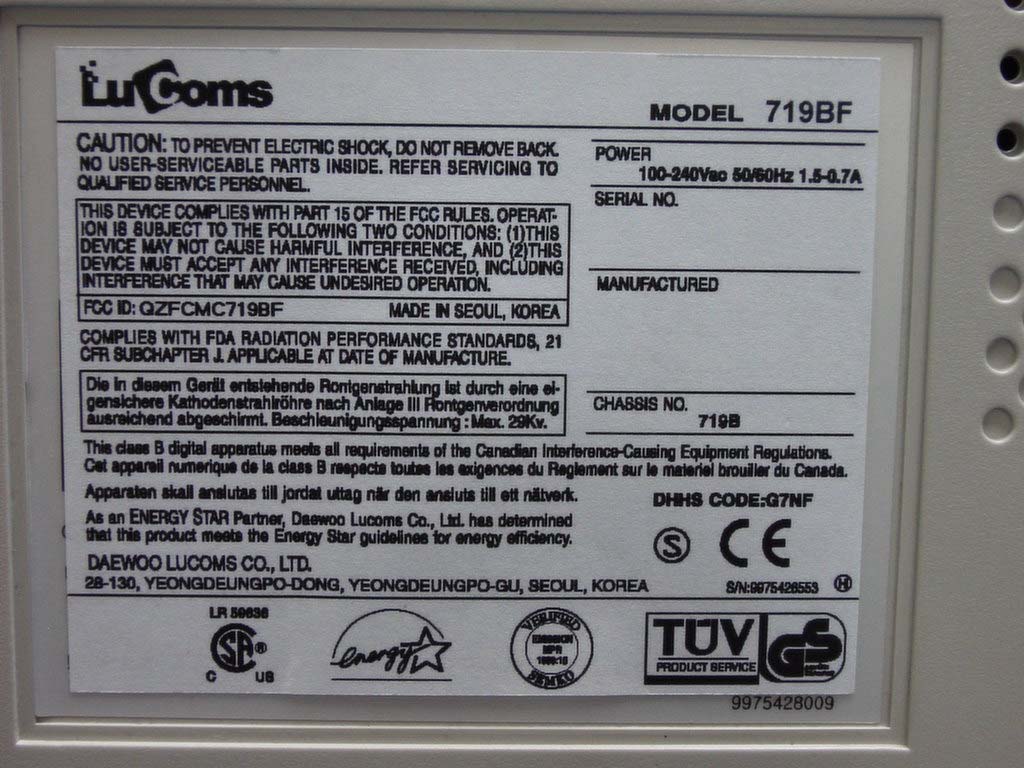 LuComs
MODEL 719BF
CAUTION: TO PREVENT ELECTRIC SHOCK, DO NOT REMOVE BACK.
NO USER-SERVICEABLE PARTS INSIDE. REFER SERVICING TO
QUALIFIED SERVICE PERSONNEL.
THIS DEVICE COMPLIES WITH PART 15 OF THE FCC RULES. OPERAT-
ION IS SUBJECT TO THE FOLLOWING TWO CONDITIONS: (1)THIS
DEVICE MAY NOT CAUSE HARMFUL INTERFERENCE, AND (2)THIS
DEVICE MUST ACCEPT ANY INTERFERENCE RECEIVED, INCLUDING
INTERFERENCE THAT MAY CAUSE UNDESIRED OPERATION.
FCC ID: QZFCMC719BF MADE IN SEOUL, KOREA
COMPLIES WITH FDA RADIATION PERFORMANCE STANDARDS, 21
CFR SUBCHAPTER J. APPLICABLE AT DATE OF MANUFACTURE.
Die in diesem Gerät entstehende Rontgenstrahlung ist durch eine ei-
gensichere Kathodenstrahlröhre nach Anlage III Rontgenverordnung
ausreichend abgeschirmt. Beschleunigungsspannung : Max. 29Kv.
POWER
100-240Vac 50/60Hz 1.5-0.7A
SERIAL NO.
MANUFACTURED
CHASSIS NO.
719B
This class B digital apparatus meets all requirements of the Canadian Interference-Causing Equipment Regulations.
Cet appareil numerique de la class B respects toutes les exigences du Reglement sur le materiel brouiller du Canada.
Apparaten skall anslutas till jordat uttag när den ansluts till ett nätverk.
As an ENERGY STAR Partner, Daewoo Lucoms Co., Ltd. has determined
that this product meets the Energy Star guidelines for energy efficiency.
DHHS CODE:G7NF
S CE
DAEWOO LUCOMS CO., LTD.
28-130, YEONGDEUNGPO-DONG, YEONGDEUNGPO-GU, SEOUL, KOREA
S/N:9975426553 H
LR 59636
SA®
C US
energy
VERIFIED
EMISSION
MPR
1990:10
SEMKO
TÜV
PRODUCT SERVICE
GS
9975428009